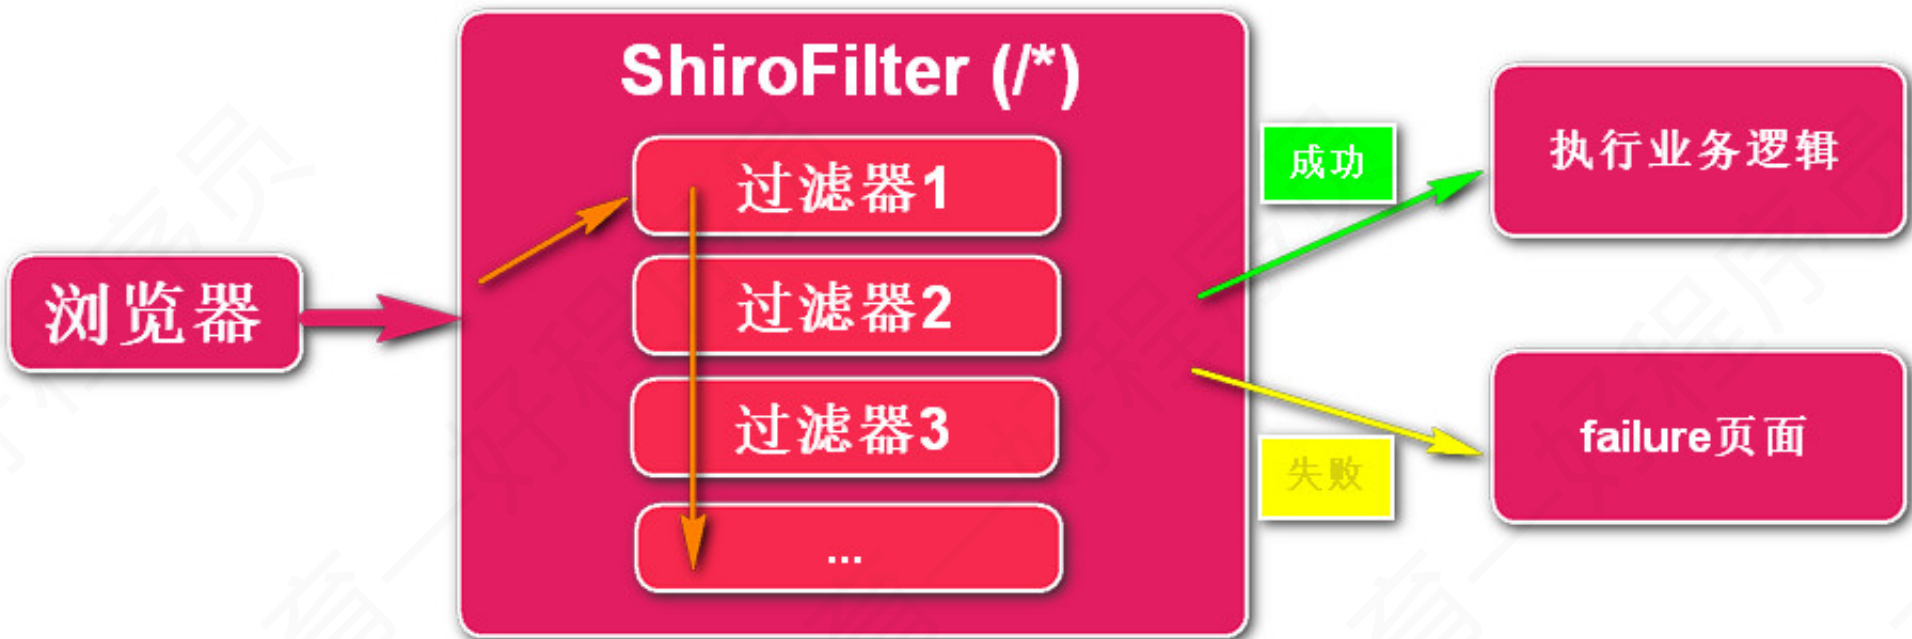 ShiroFilter (/*)
过滤器1
过滤器2
过滤器3
...
浏览器
成功
失败
执行业务逻辑
failure页面